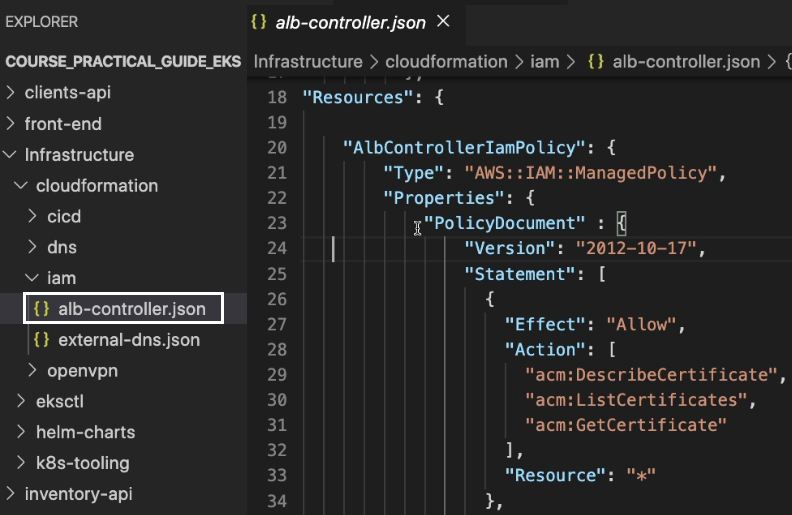 EXPLORER
COURSE_PRACTICAL_GUIDE_EKS
clients-api
front-end
Infrastructure
cloudformation
cicd
dns
iam
{} alb-controller.json
{} external-dns.json
openvpn
eksctl
helm-charts
k8s-tooling
inventory-api
{} alb-controller.json ×
Infrastructure > cloudformation > iam > {} alb-controller.json > {
18 "Resources": {
19
20 "AlbControllerIamPolicy": {
21 "Type": "AWS::IAM::ManagedPolicy",
22 "Properties": {
23 "PolicyDocument" : {
24 "Version": "2012-10-17",
25 "Statement": [
26 {
27 "Effect": "Allow",
28 "Action": [
29 "acm:DescribeCertificate",
30 "acm:ListCertificates",
31 "acm:GetCertificate"
32 ],
33 "Resource": "*"
34 },